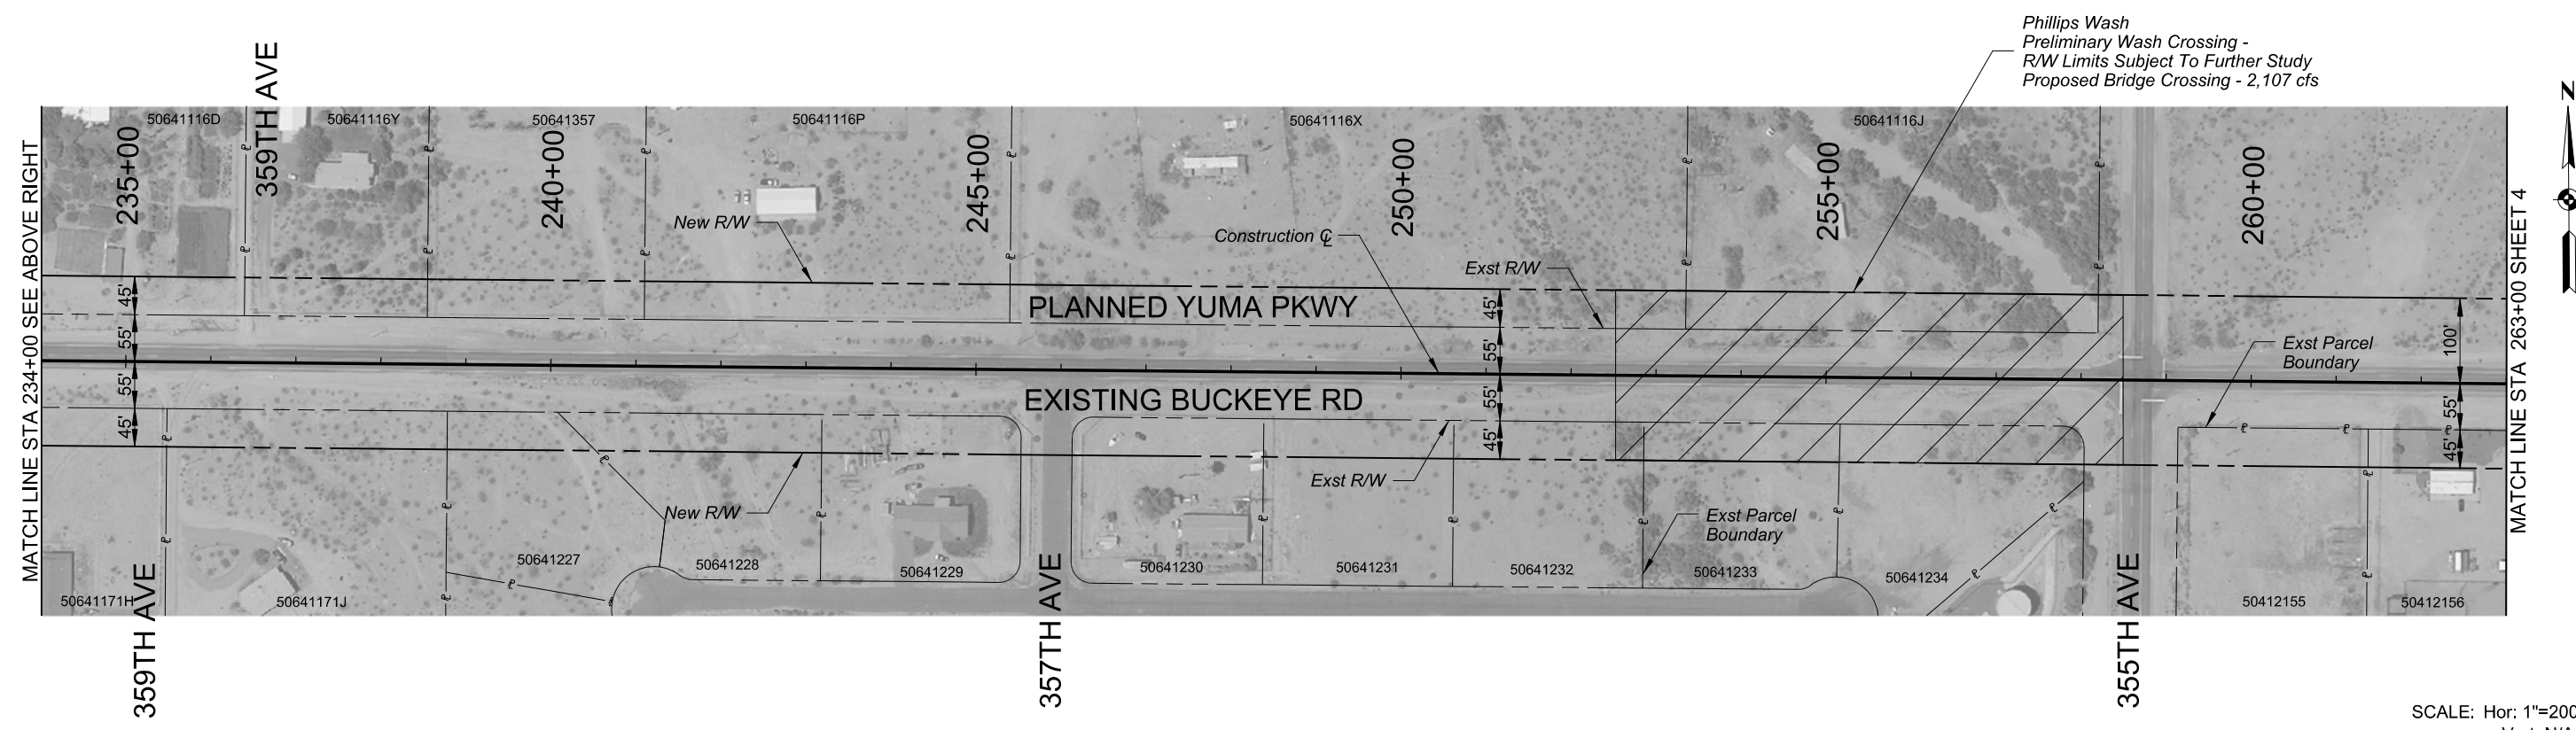 Phillips Wash
Preliminary Wash Crossing -
R/W Limits Subject To Further Study
Proposed Bridge Crossing - 2,107 cfs
N
359TH AVE
50641116D
50641116Y
50641357
50641116P
50641116X
50641116J
235+00
240+00
245+00
250+00
255+00
260+00
MATCH LINE STA 234+00 SEE ABOVE RIGHT
MATCH LINE STA 263+00 SHEET 4
New R/W
Construction ℄
Exst R/W
45'
55'
55'
45'
PLANNED YUMA PKWY
EXISTING BUCKEYE RD
45'
55'
55'
45'
Exst Parcel
Boundary
100'
55'
45'
New R/W
Exst R/W
Exst Parcel
Boundary
50641171H
50641171J
50641227
50641228
50641229
50641230
50641231
50641232
50641233
50641234
50412155
50412156
359TH AVE
357TH AVE
355TH AVE
SCALE: Hor: 1"=200